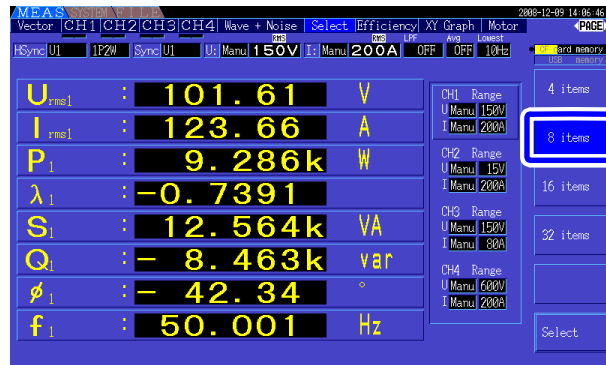 MEAS SYSTEM FILE 2008-12-09 14:06:46
Vector CH1 CH2 CH3 CH4 Wave + Noise Select Efficiency XY Graph Motor (PAGE)
RMS RMS LPF Avg Lowest
HSync U1 1P2W Sync U1 U: Manu 150V I: Manu 200A OFF OFF 10Hz
CF Card memory
USB memory
Urms1 : 101.61 V
Irms1 : 123.66 A
P1 : 9.286k W
λ1 : -0.7391
S1 : 12.564k VA
Q1 : - 8.463k var
ø1 : - 42.34 °
f1 : 50.001 Hz
CH1 Range
U Manu 150V
I Manu 200A
CH2 Range
U Manu 15V
I Manu 200A
CH3 Range
U Manu 150V
I Manu 80A
CH4 Range
U Manu 600V
I Manu 200A
4 items
8 items
16 items
32 items
Select